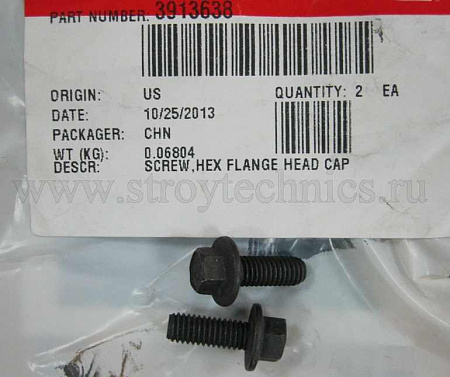 PART NUMBER: 3913638
ORIGIN: US QUANTITY: 2 EA
DATE: 10/25/2013
PACKAGER: CHN
WT (KG): 0.06804
DESCR: SCREW,HEX FLANGE HEAD CAP
www.stroytechnics.ru